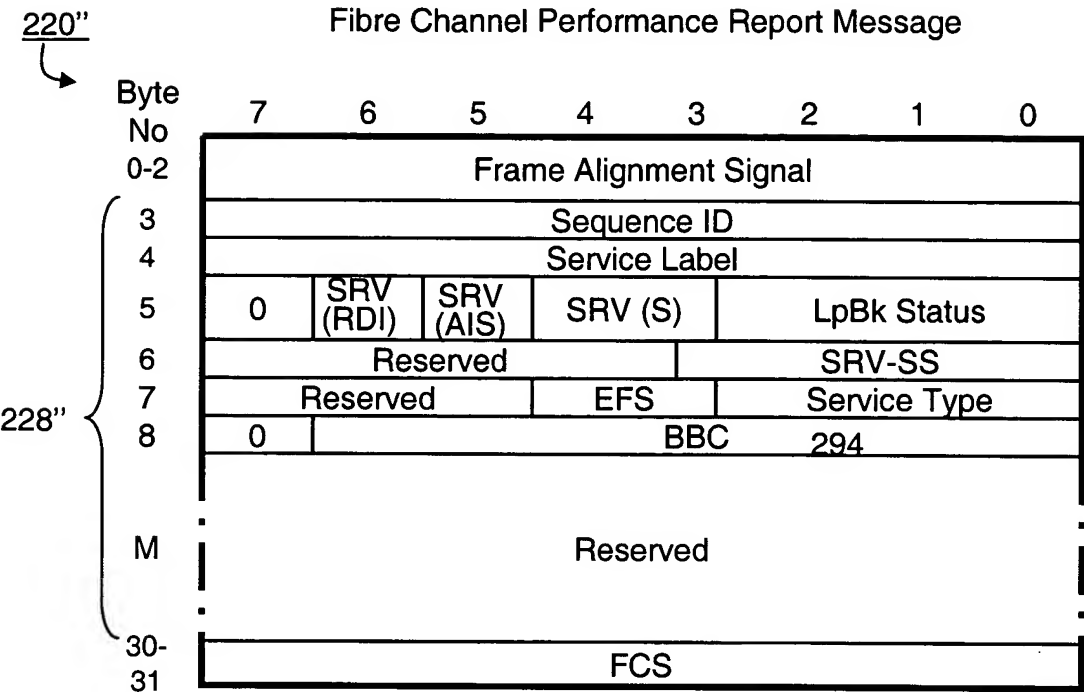 220"
Fibre Channel Performance Report Message
Byte No
7 6 5 4 3 2 1 0
0-2 Frame Alignment Signal
3 Sequence ID
4 Service Label
5 0 SRV (RDI) SRV (AIS) SRV (S) LpBk Status
6 Reserved SRV-SS
7 Reserved EFS Service Type
228"
8 0 BBC 294
M Reserved
30-31 FCS